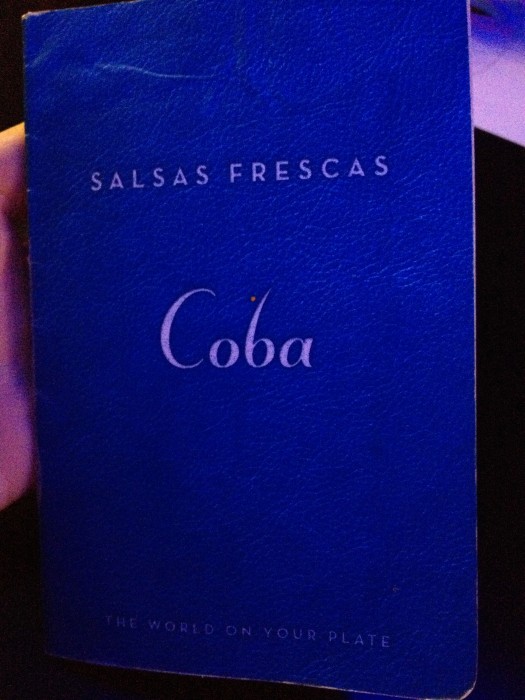 SALSAS FRESCAS
Coba
THE WORLD ON YOUR PLATE